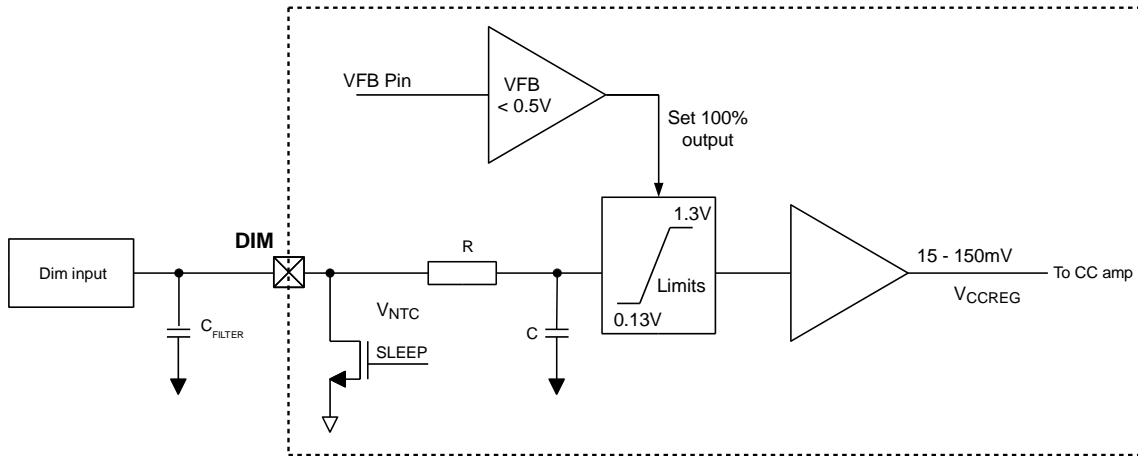 VFB Pin
VFB
< 0.5V
Set 100%
output
1.3V
DIM
R
15 - 150mV
Dim input
Limits
To CC amp
VNTC
VCCREG
0.13V
CFILTER
SLEEP
C